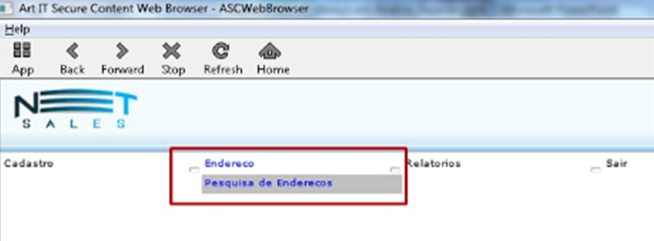 Art IT Secure Content Web Browser - ASCWebBrowser
Help
App Back Forward Stop Refresh Home
NEET
SALES
Cadastro Endereco Relatorios Sair
Pesquisa de Enderecos